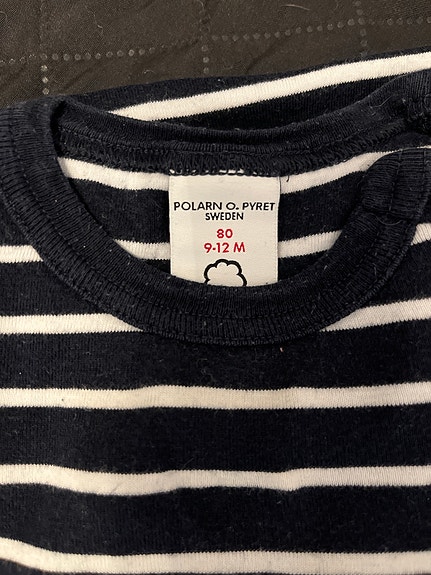 POLARN O. PYRET
SWEDEN
80
9-12 M